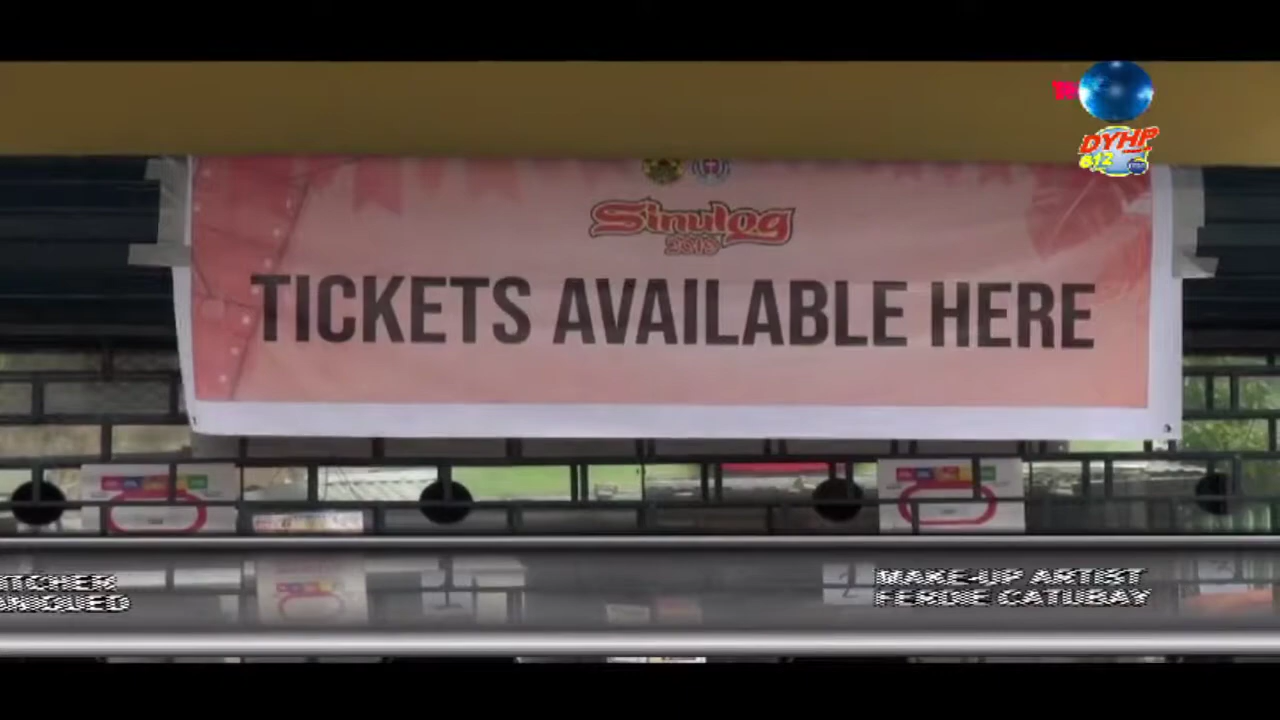 DYHP
612
Sinulog
TICKETS AVAILABLE HERE
MAKE-UP ARTIST
FERDIE CATUBAY